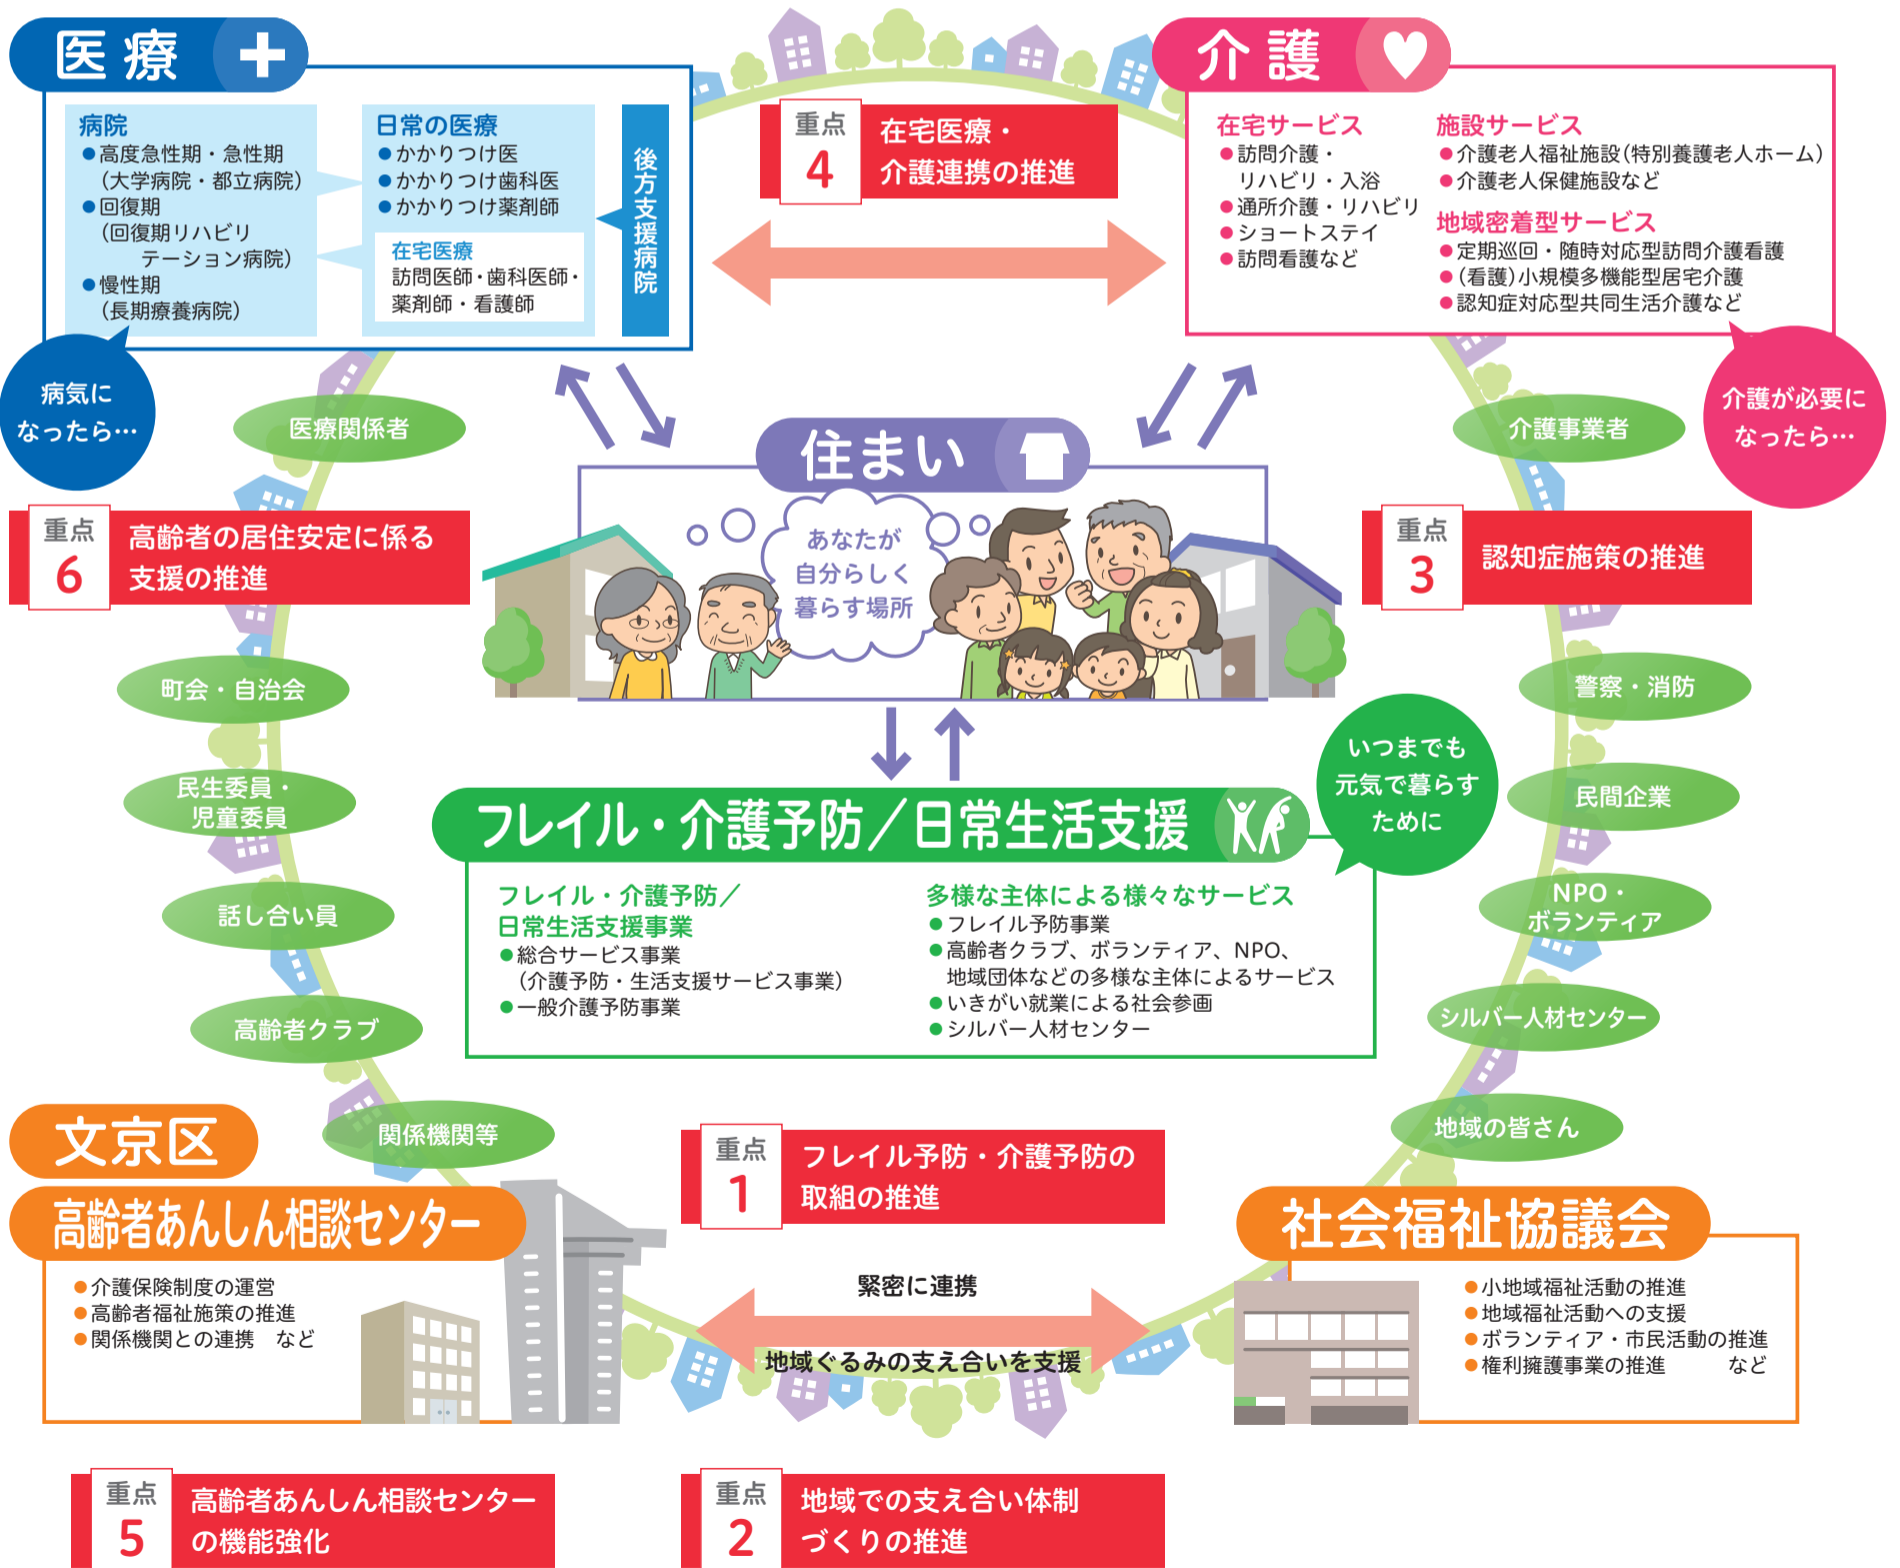 医療
病院
●高度急性期・急性期
(大学病院・都立病院)
●回復期
(回復期リハビリ
テーション病院)
●慢性期
(長期療養病院)
日常の医療
●かかりつけ医
●かかりつけ歯科医
●かかりつけ薬剤師
在宅医療
訪問医師・歯科医師・
薬剤師・看護師
後方支援病院
病気に
なったら…
重点
4
在宅医療・
介護連携の推進
介護
在宅サービス
●訪問介護・
リハビリ・入浴
●通所介護・リハビリ
●ショートステイ
●訪問看護など
施設サービス
●介護老人福祉施設(特別養護老人ホーム)
●介護老人保健施設など
地域密着型サービス
●定期巡回・随時対応型訪問介護看護
●(看護)小規模多機能型居宅介護
●認知症対応型共同生活介護など
介護が必要に
なったら…
医療関係者
介護事業者
住まい
あなたが
自分らしく
暮らす場所
重点
6
高齢者の居住安定に係る
支援の推進
重点
3
認知症施策の推進
町会・自治会
民生委員・
児童委員
話し合い員
高齢者クラブ
関係機関等
警察・消防
民間企業
NPO・
ボランティア
シルバー人材センター
地域の皆さん
いつまでも
元気で暮らす
ために
フレイル・介護予防/日常生活支援
フレイル・介護予防/
日常生活支援事業
●総合サービス事業
(介護予防・生活支援サービス事業)
●一般介護予防事業
多様な主体による様々なサービス
●フレイル予防事業
●高齢者クラブ、ボランティア、NPO、
地域団体などの多様な主体によるサービス
●いきがい就業による社会参画
●シルバー人材センター
文京区
高齢者あんしん相談センター
●介護保険制度の運営
●高齢者福祉施策の推進
●関係機関との連携 など
重点
1
フレイル予防・介護予防の
取組の推進
緊密に連携
地域ぐるみの支え合いを支援
社会福祉協議会
●小地域福祉活動の推進
●地域福祉活動への支援
●ボランティア・市民活動の推進
●権利擁護事業の推進 など
重点
5
高齢者あんしん相談センター
の機能強化
重点
2
地域での支え合い体制
づくりの推進